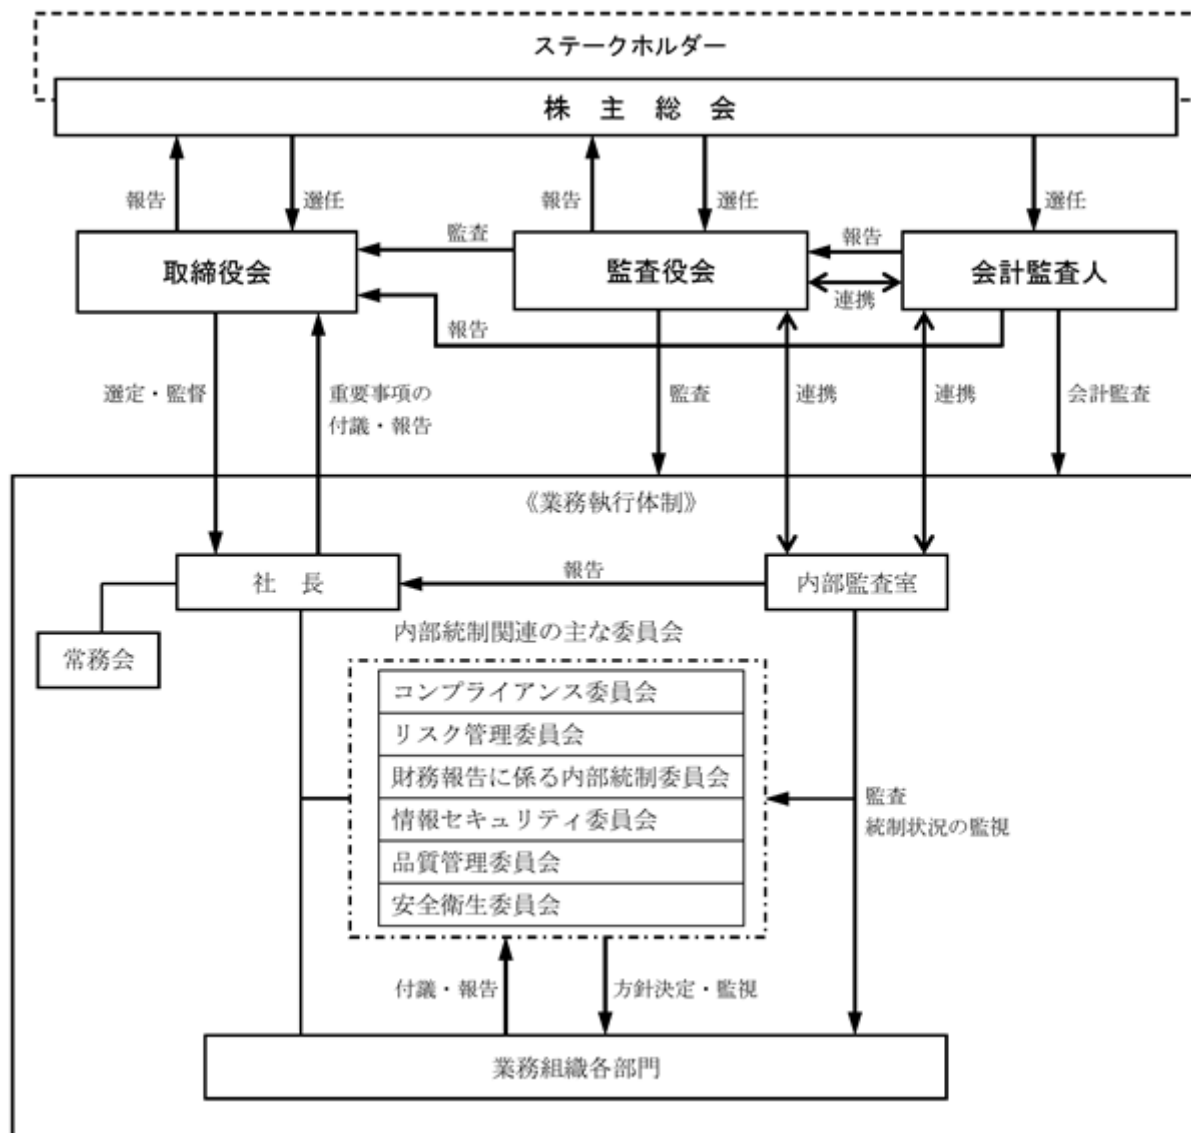 ステークホルダー
株 主 総 会
報告
選任
報告
選任
選任
取締役会
監査
監査役会
報告
連携
会計監査人
報告
選定・監督
重要事項の
付議・報告
監査
連携
連携
会計監査
《業務執行体制》
社 長
報告
内部監査室
常務会
内部統制関連の主な委員会
コンプライアンス委員会
リスク管理委員会
財務報告に係る内部統制委員会
情報セキュリティ委員会
品質管理委員会
安全衛生委員会
監査
統制状況の監視
付議・報告
方針決定・監視
業務組織各部門